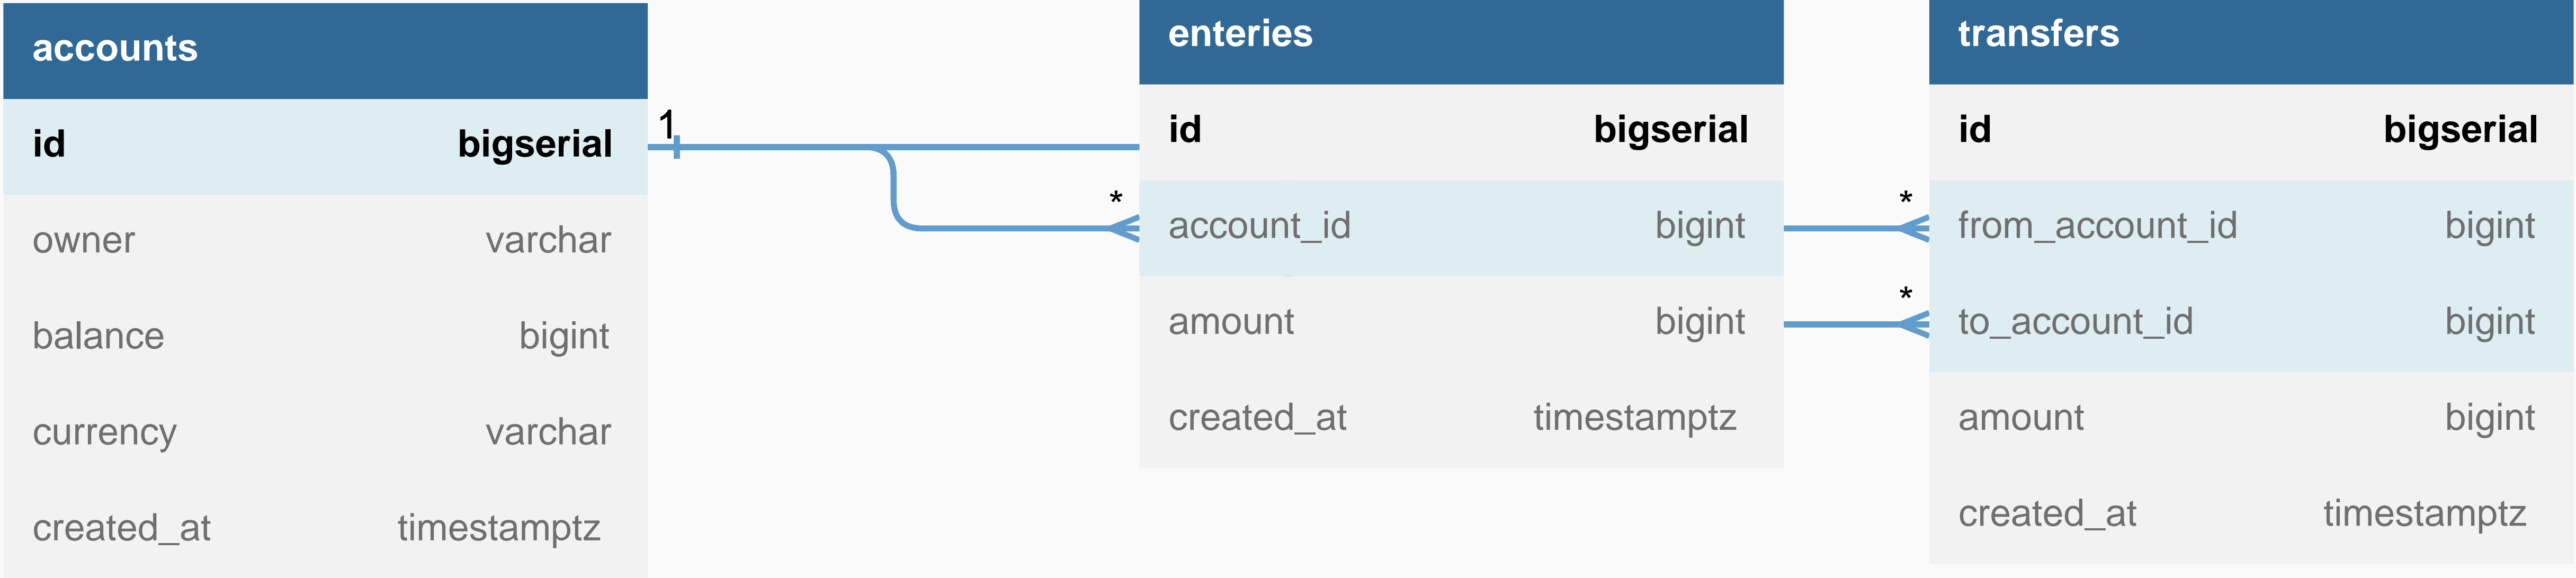 accounts
id bigserial
owner varchar
balance bigint
currency varchar
created_at timestamptz
1
*
enteries
id bigserial
account_id bigint
amount bigint
created_at timestamptz
*
*
transfers
id bigserial
from_account_id bigint
to_account_id bigint
amount bigint
created_at timestamptz